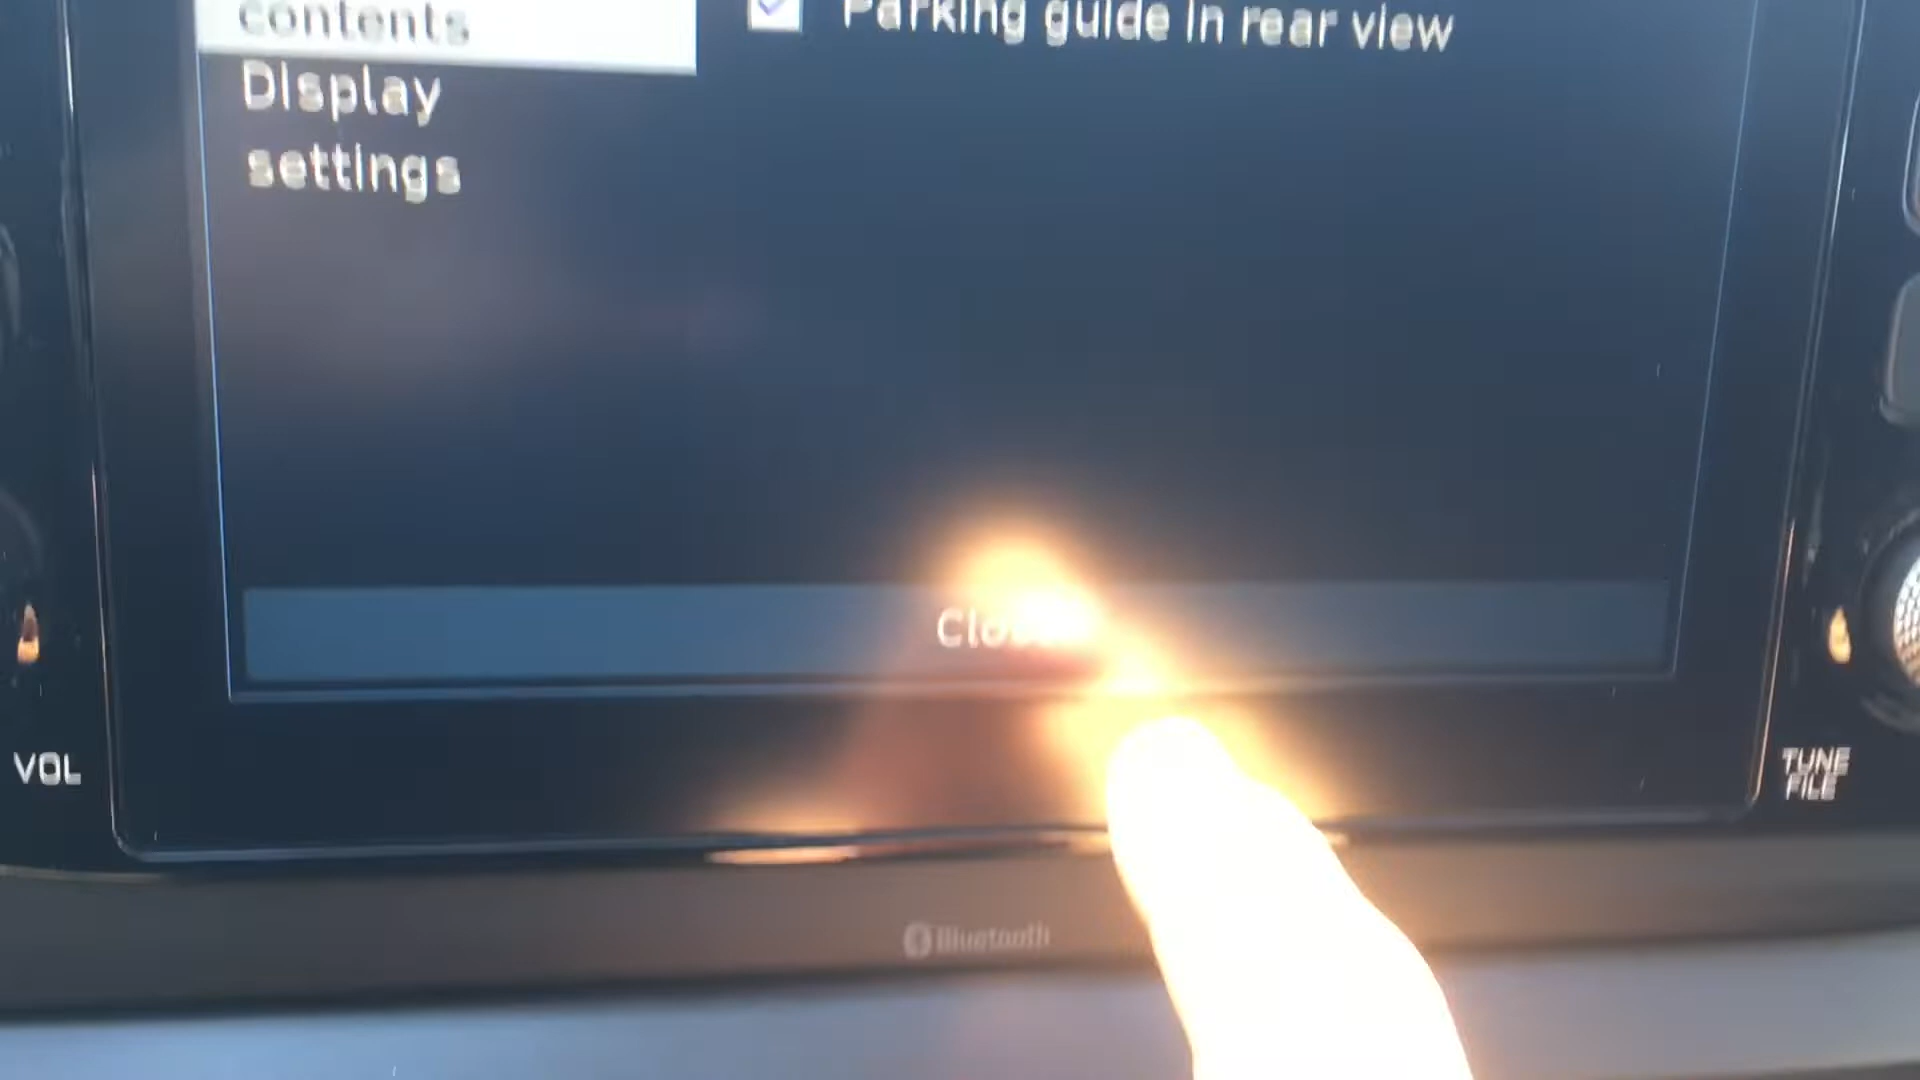 contents
Parking guide in rear view
Display
settings
Close
VOL
TUNE
FILE
Bluetooth